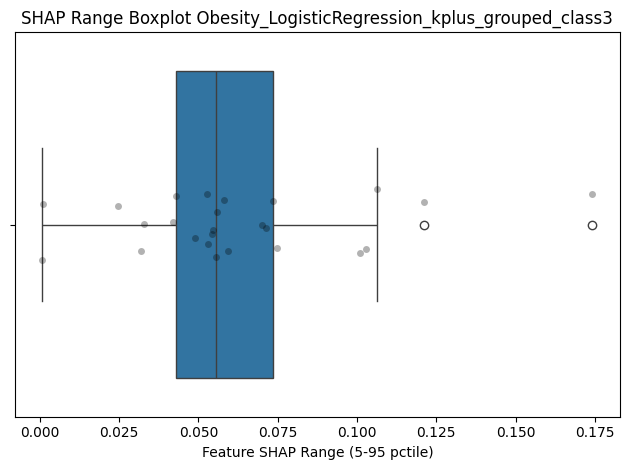 SHAP Range Boxplot Obesity_LogisticRegression_kplus_grouped_class3
0.000 0.025 0.050 0.075 0.100 0.125 0.150 0.175
Feature SHAP Range (5-95 pctile)